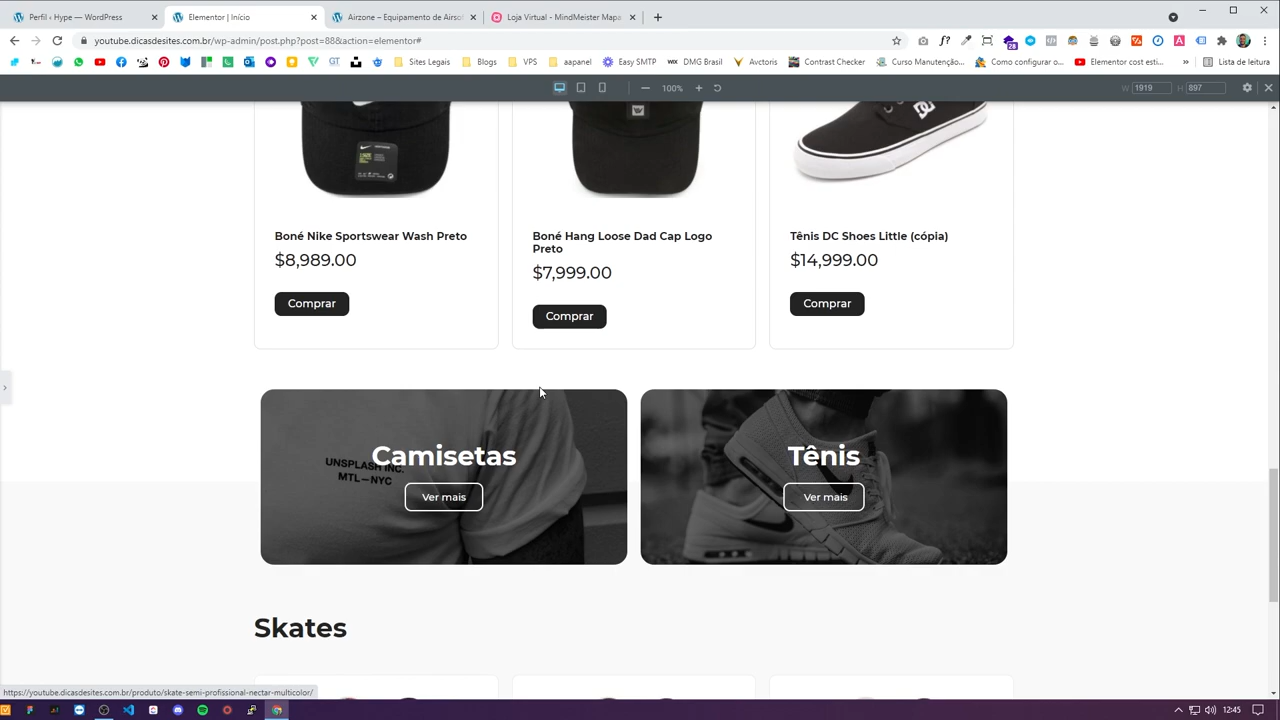 Perfil ‹ Hype — WordPress
Elementor | Início
Airzone – Equipamento de Airsof
Loja Virtual - MindMeister Mapa
youtube.dicasdesites.com.br/wp-admin/post.php?post=88&action=elementor#
28
Sites Legais
Blogs
VPS
aapanel
Easy SMTP
WiX DMG Brasil
Avctoris
Contrast Checker
Curso Manutenção...
Como configurar o...
Elementor cost esti...
»
Lista de leitura
100%
W 1919
H 897
Boné Nike Sportswear Wash Preto
$8,989.00
Comprar
Boné Hang Loose Dad Cap Logo
Preto
$7,999.00
Comprar
Tênis DC Shoes Little (cópia)
$14,999.00
Comprar
UNSPLASH INC.
MTL—NYC
Camisetas
Ver mais
Tênis
Ver mais
Skates
https://youtube.dicasdesites.com.br/produto/skate-semi-profissional-nectar-multicolor/
12:45